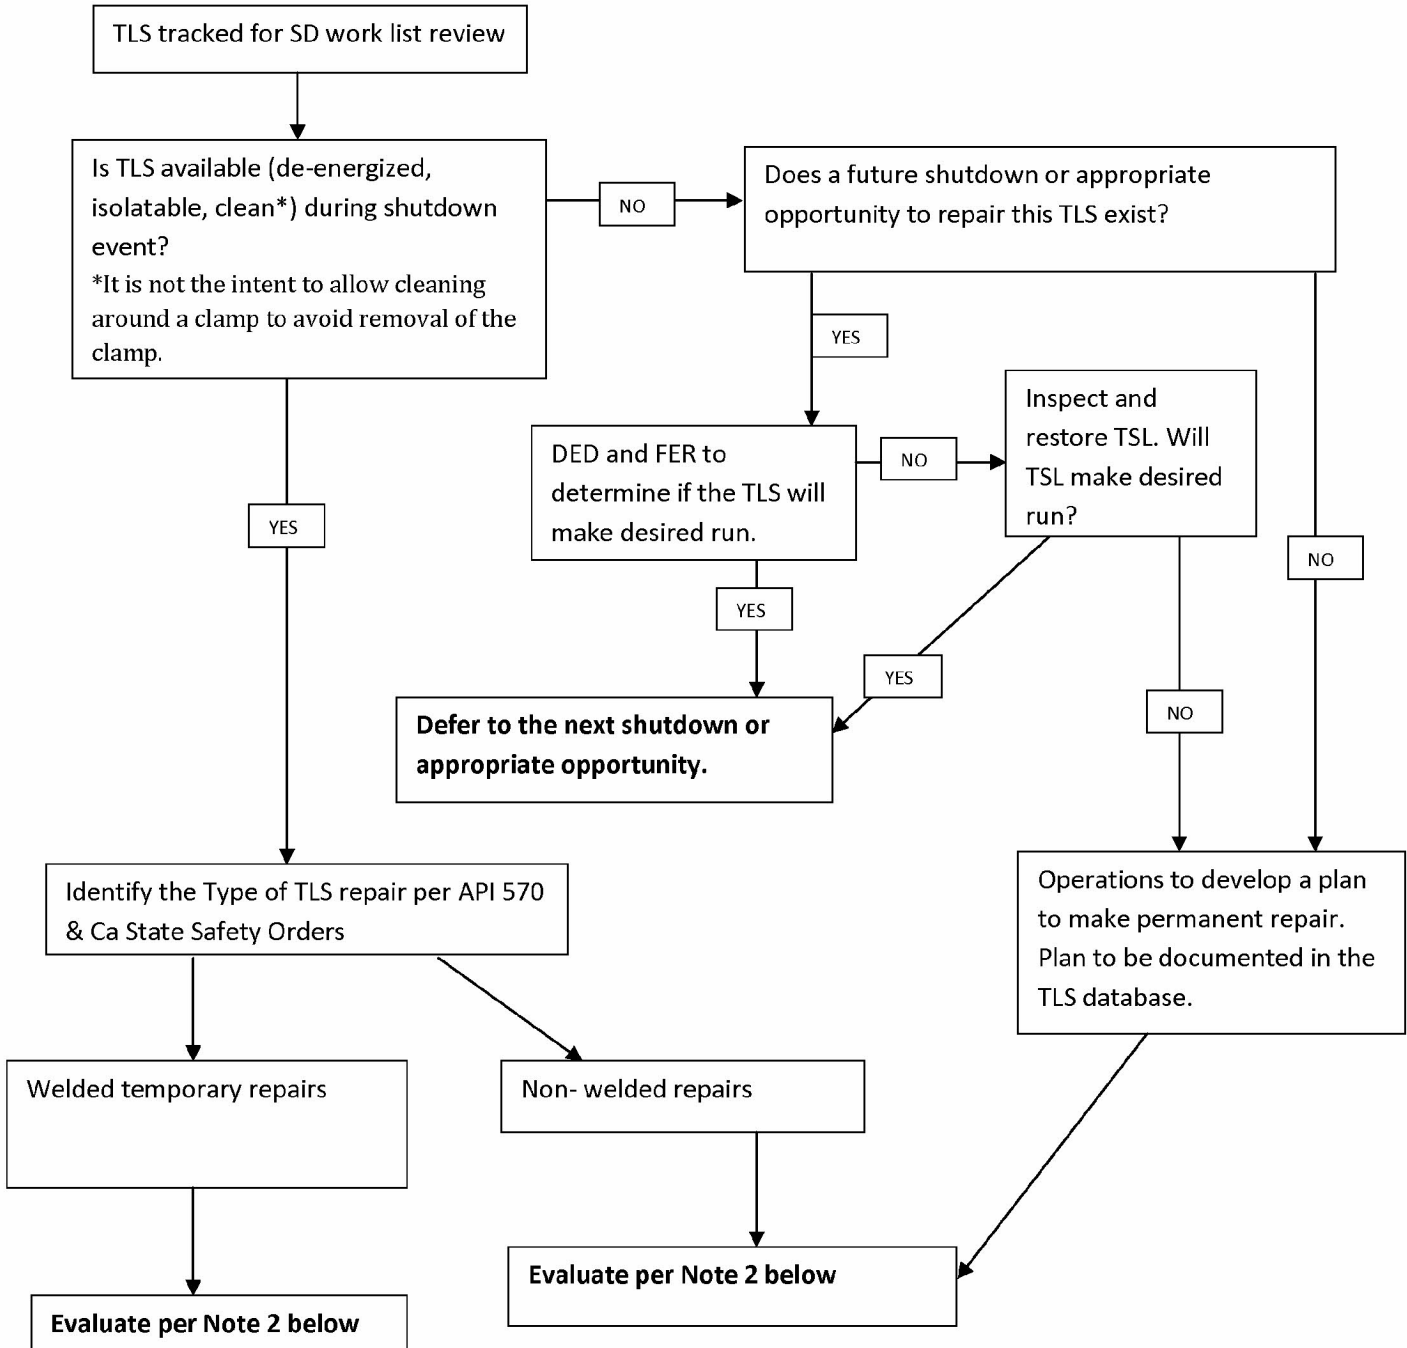 TLS tracked for SD work list review
Is TLS available (de-energized,
isolatable, clean*) during shutdown
event?
*It is not the intent to allow cleaning
around a clamp to avoid removal of the
clamp.
NO
Does a future shutdown or appropriate
opportunity to repair this TLS exist?
YES
DED and FER to
determine if the TLS will
make desired run.
NO
Inspect and
restore TSL. Will
TSL make desired
run?
YES
NO
YES
YES
NO
Defer to the next shutdown or
appropriate opportunity.
Identify the Type of TLS repair per API 570
& Ca State Safety Orders
Operations to develop a plan
to make permanent repair.
Plan to be documented in the
TLS database.
Welded temporary repairs
Non- welded repairs
Evaluate per Note 2 below
Evaluate per Note 2 below